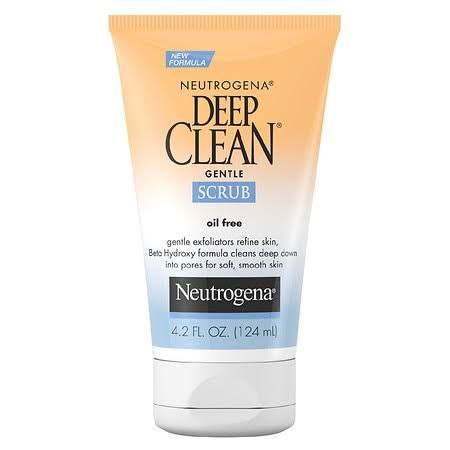 NEW
FORMULA
NEUTROGENA®
DEEP
CLEAN®
GENTLE
SCRUB
oil free
gentle exfoliators refine skin,
Beta Hydroxy formula cleans deep down
into pores for soft, smooth skin
Neutrogena®
4.2 FL. OZ. (124 mL)